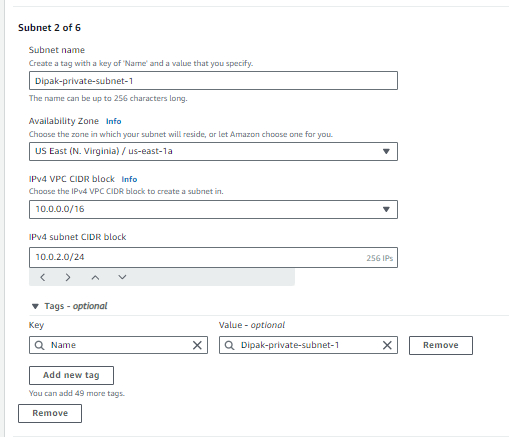 Subnet 2 of 6
Subnet name
Create a tag with a key of 'Name' and a value that you specify.
Dipak-private-subnet-1
The name can be up to 256 characters long.
Availability Zone Info
Choose the zone in which your subnet will reside, or let Amazon choose one for you.
US East (N. Virginia) / us-east-1a
IPv4 VPC CIDR block Info
Choose the IPv4 VPC CIDR block to create a subnet in.
10.0.0.0/16
IPv4 subnet CIDR block
10.0.2.0/24 256 IPs
Tags - optional
Key Value - optional
Name Dipak-private-subnet-1 Remove
Add new tag
You can add 49 more tags.
Remove